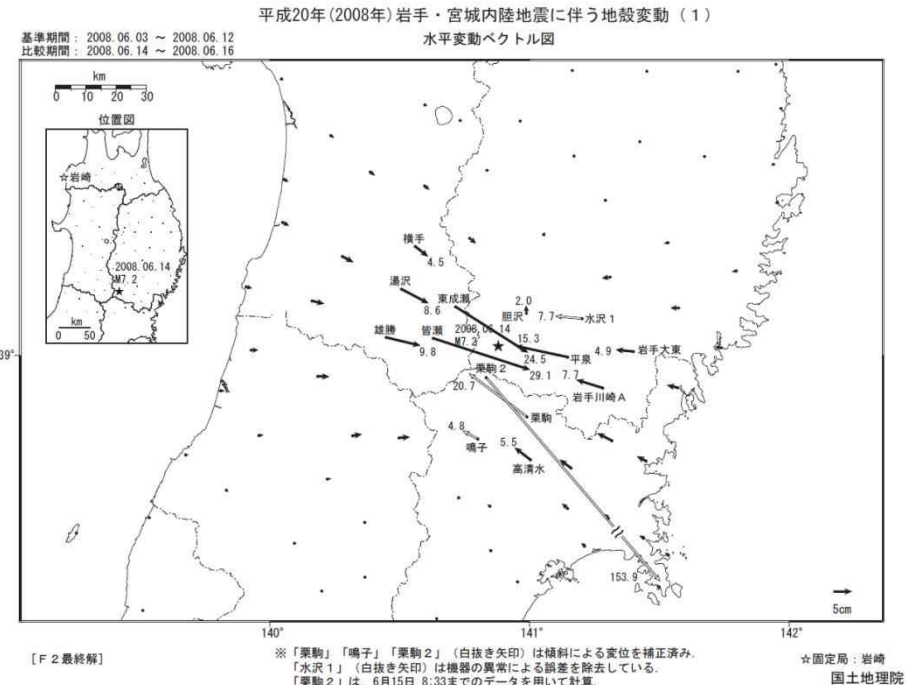 平成20年(2008年)岩手・宮城内陸地震に伴う地殻変動（１）
基準期間： 2008.06.03 ～ 2008.06.12
比較期間： 2008.06.14 ～ 2008.06.16
水平変動ベクトル図
km
0 10 20 30
位置図
☆岩崎
2008.06.14
M7.2
km
0 50
横手
4.5
湯沢
8.6
東成瀬
24.5
雄勝
9.8
皆瀬
29.1
2008.06.14
M7.2
2.0
胆沢
7.7
水沢１
15.3
平泉
4.9
岩手大東
7.7
岩手川崎Ａ
栗駒２
20.7
栗駒
4.8
鳴子
5.5
高清水
153.9
39°
140°
141°
142°
5cm
［Ｆ２最終解］
※「栗駒」「鳴子」「栗駒２」（白抜き矢印）は傾斜による変位を補正済み．
「水沢１」（白抜き矢印）は機器の異常による誤差を除去している．
「栗駒２」は、6月15日 8:33までのデータを用いて計算．
☆固定局：岩崎
国土地理院